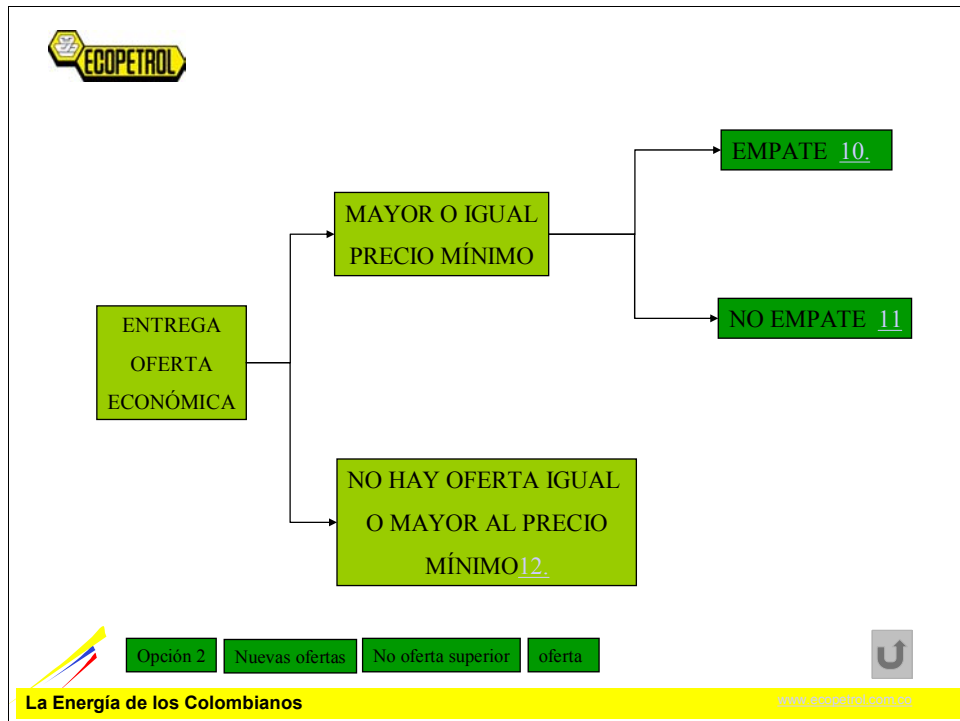 ECOPETROL
EMPATE 10.
MAYOR O IGUAL
PRECIO MÍNIMO
NO EMPATE 11
ENTREGA
OFERTA
ECONÓMICA
NO HAY OFERTA IGUAL
O MAYOR AL PRECIO
MÍNIMO12.
Opción 2
Nuevas ofertas
No oferta superior
oferta
La Energía de los Colombianos
www.ecopetrol.com.co